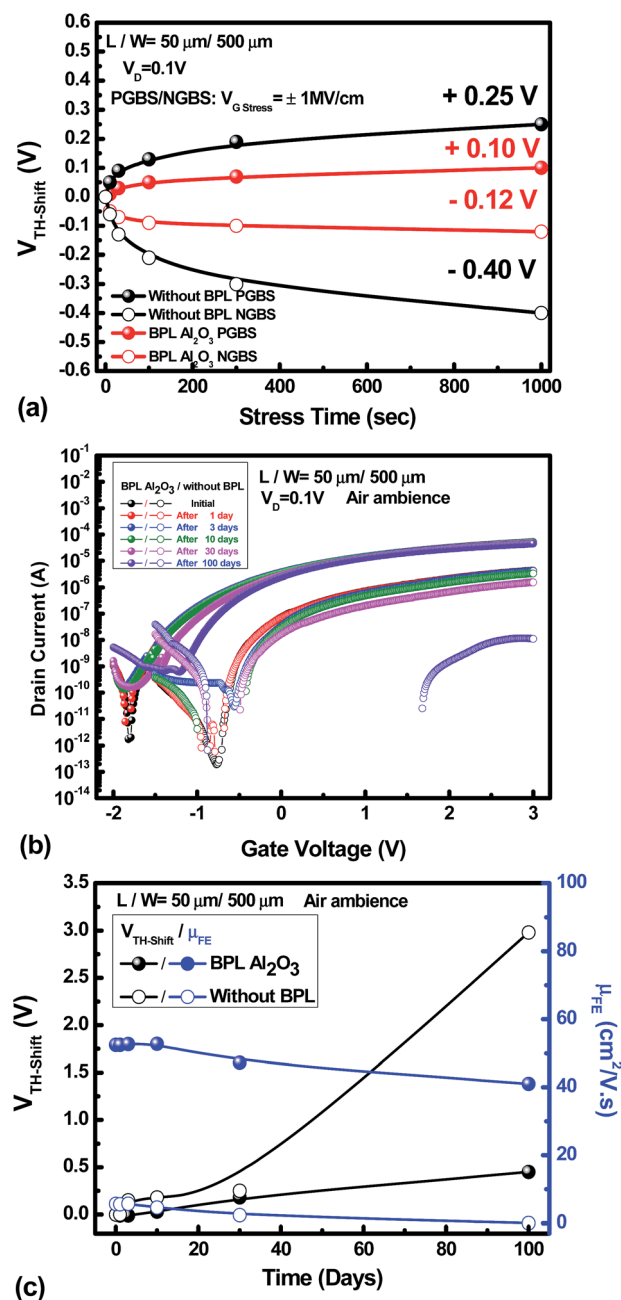 L / W= 50 μm/ 500 μm
V_D=0.1V
PGBS/NGBS: V_G Stress = ± 1MV/cm
+ 0.25 V
+ 0.10 V
- 0.12 V
- 0.40 V
Without BPL PGBS
Without BPL NGBS
BPL Al₂O₃ PGBS
BPL Al₂O₃ NGBS
V_TH-Shift (V)
0.6
0.5
0.4
0.3
0.2
0.1
0.0
-0.1
-0.2
-0.3
-0.4
-0.5
-0.6
0 200 400 600 800 1000
Stress Time (sec)
(a)
L / W= 50 μm/ 500 μm
V_D=0.1V Air ambience
BPL Al₂O₃ / without BPL
Initial
After 1 day
After 3 days
After 10 days
After 30 days
After 100 days
Drain Current (A)
10⁻¹
10⁻²
10⁻³
10⁻⁴
10⁻⁵
10⁻⁶
10⁻⁷
10⁻⁸
10⁻⁹
10⁻¹⁰
10⁻¹¹
10⁻¹²
10⁻¹³
10⁻¹⁴
-2 -1 0 1 2 3
Gate Voltage (V)
(b)
L / W= 50 μm/ 500 μm Air ambience
V_TH-Shift / μ_FE
/ BPL Al₂O₃
/ Without BPL
V_TH-Shift (V)
3.5
3.0
2.5
2.0
1.5
1.0
0.5
0.0
100
80
60
40
20
0
μ_FE (cm²/V.s)
0 20 40 60 80 100
Time (Days)
(c)